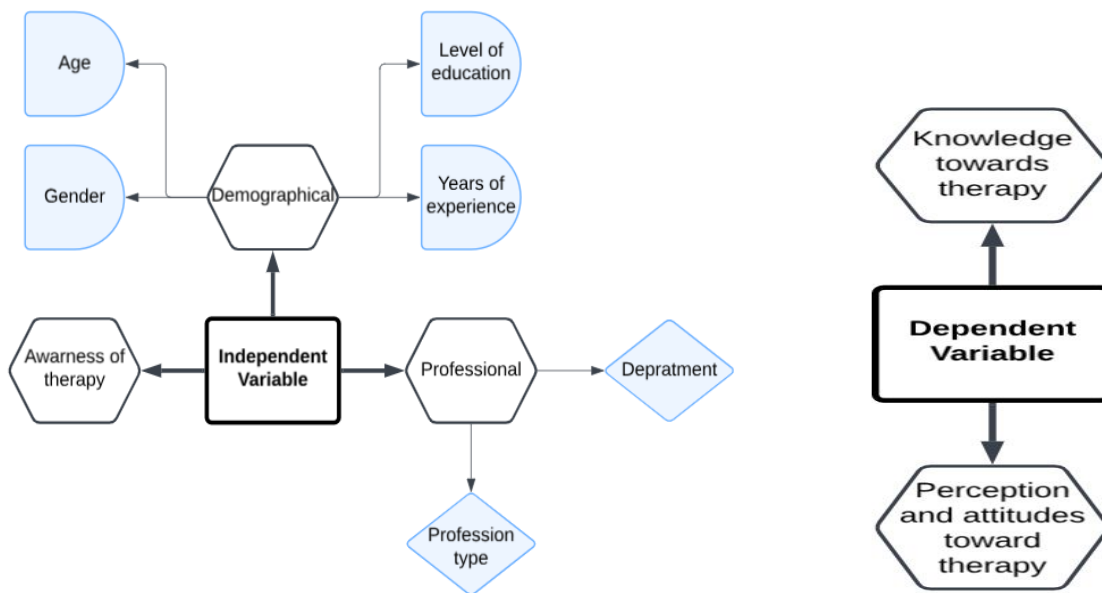 Age
Level of
education
Gender
Demographical
Years of
experience
Awarness of
therapy
Independent
Variable
Professional
Depratment
Profession
type
Knowledge
towards
therapy
Dependent
Variable
Perception
and attitudes
toward
therapy